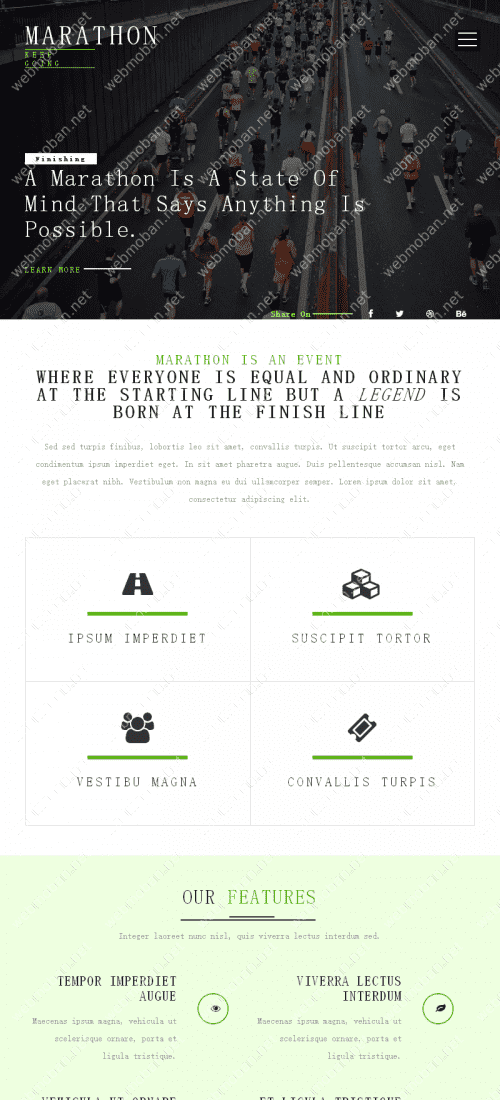 MARATHON
KEEP
GOING
Finishing
A Marathon Is A State Of
Mind That Says Anything Is
Possible.
LEARN MORE
Share On
MARATHON IS AN EVENT
WHERE EVERYONE IS EQUAL AND ORDINARY
AT THE STARTING LINE BUT A LEGEND IS
BORN AT THE FINISH LINE
Sed sed turpis finibus, lobortis leo sit amet, convallis turpis. Ut suscipit tortor arcu, eget
condimentum ipsum imperdiet eget. In sit amet pharetra augue. Duis pellentesque accumsan nisl. Nam
eget placerat nibh. Vestibulum non magna eu dui ullamcorper semper. Lorem ipsum dolor sit amet,
consectetur adipiscing elit.
IPSUM IMPERDIET
SUSCIPIT TORTOR
VESTIBU MAGNA
CONVALLIS TURPIS
OUR FEATURES
Integer laoreet nunc nisl, quis viverra lectus interdum sed.
TEMPOR IMPERDIET
AUGUE
Maecenas ipsum magna, vehicula ut
scelerisque ornare, porta et
ligula tristique.
VIVERRA LECTUS
INTERDUM
Maecenas ipsum magna, vehicula ut
scelerisque ornare, porta et
ligula tristique.
VEHICULA UT ORNARE
ET LIGULA TRISTIQUE
webmoban.net